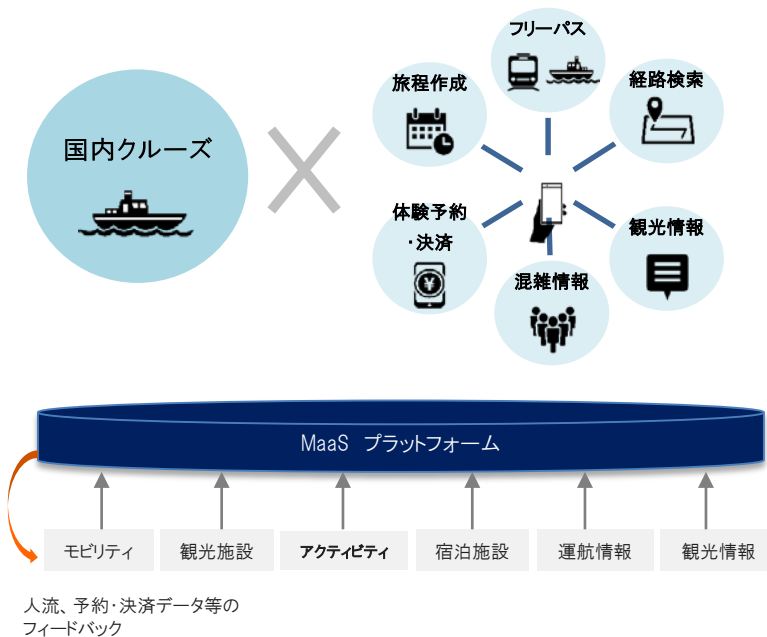 フリーパス
旅程作成
経路検索
国内クルーズ
体験予約
・決済
¥
観光情報
混雑情報
MaaS プラットフォーム
モビリティ
観光施設
アクティビティ
宿泊施設
運航情報
観光情報
人流、予約・決済データ等の
フィードバック